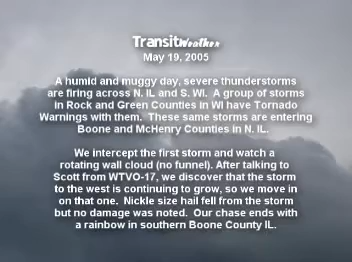 TransitWeather
May 19, 2005
A humid and muggy day, severe thunderstorms
are firing across N. IL and S. WI.  A group of storms
in Rock and Green Counties in WI have Tornado
Warnings with them.  These same storms are entering
Boone and McHenry Counties in N. IL.
We intercept the first storm and watch a
rotating wall cloud (no funnel). After talking to
Scott from WTVO-17, we discover that the storm
to the west is continuing to grow, so we move in
on that one.  Nickle size hail fell from the storm
but no damage was noted.  Our chase ends with
a rainbow in southern Boone County IL.